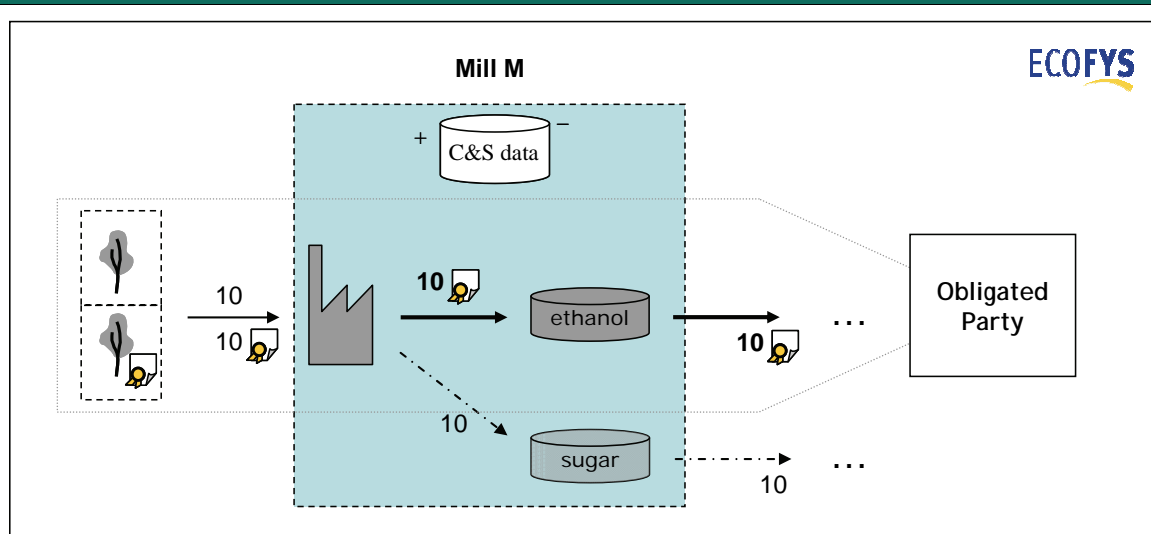 ECOFYS
Mill M
+
–
C&S data
10
10
10
ethanol
10
...
Obligated
Party
10
sugar
10
...